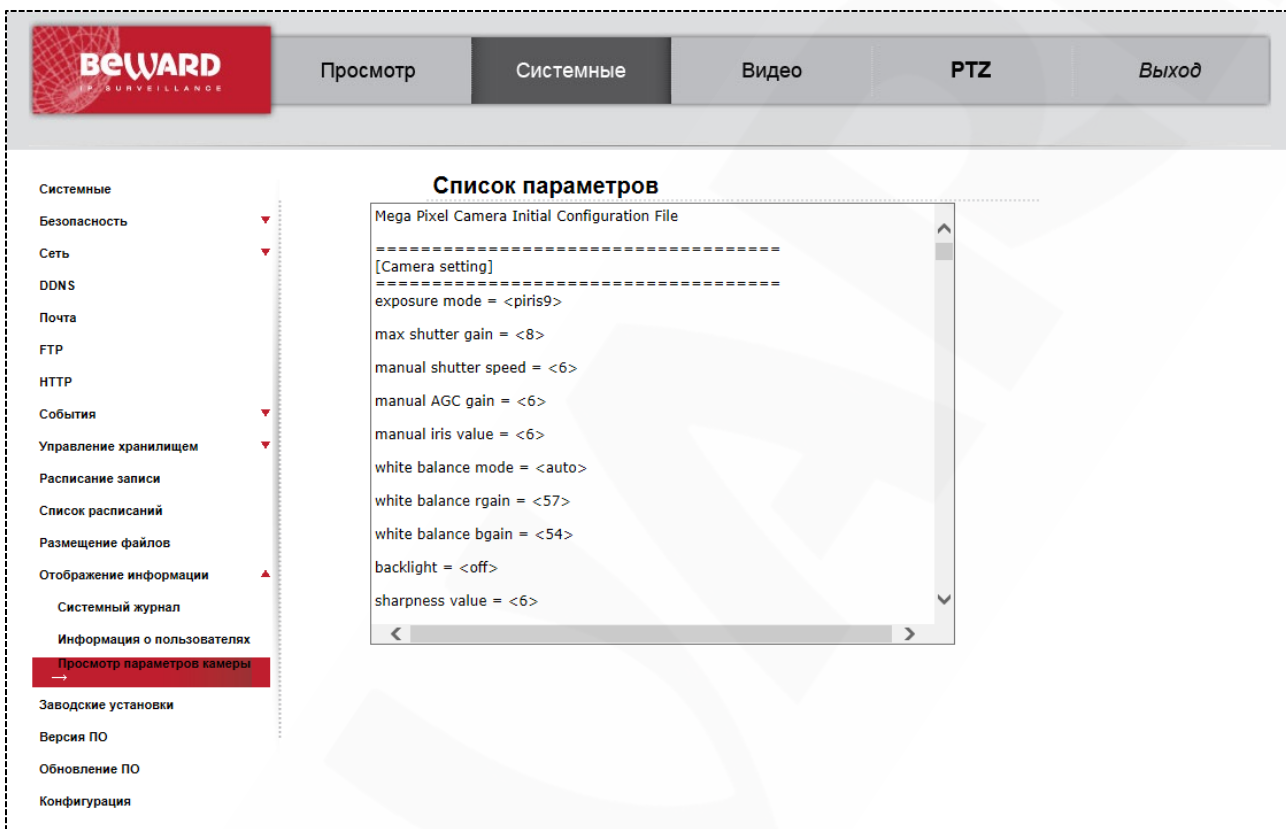 BEWARD
IP SURVEILLANCE
Просмотр
Системные
Видео
PTZ
Выход
Системные
Безопасность
Сеть
DDNS
Почта
FTP
HTTP
События
Управление хранилищем
Расписание записи
Список расписаний
Размещение файлов
Отображение информации
Системный журнал
Информация о пользователях
Просмотр параметров камеры
→
Заводские установки
Версия ПО
Обновление ПО
Конфигурация
Список параметров
Mega Pixel Camera Initial Configuration File
====================================
[Camera setting]
====================================
exposure mode = <piris9>
max shutter gain = <8>
manual shutter speed = <6>
manual AGC gain = <6>
manual iris value = <6>
white balance mode = <auto>
white balance rgain = <57>
white balance bgain = <54>
backlight = <off>
sharpness value = <6>